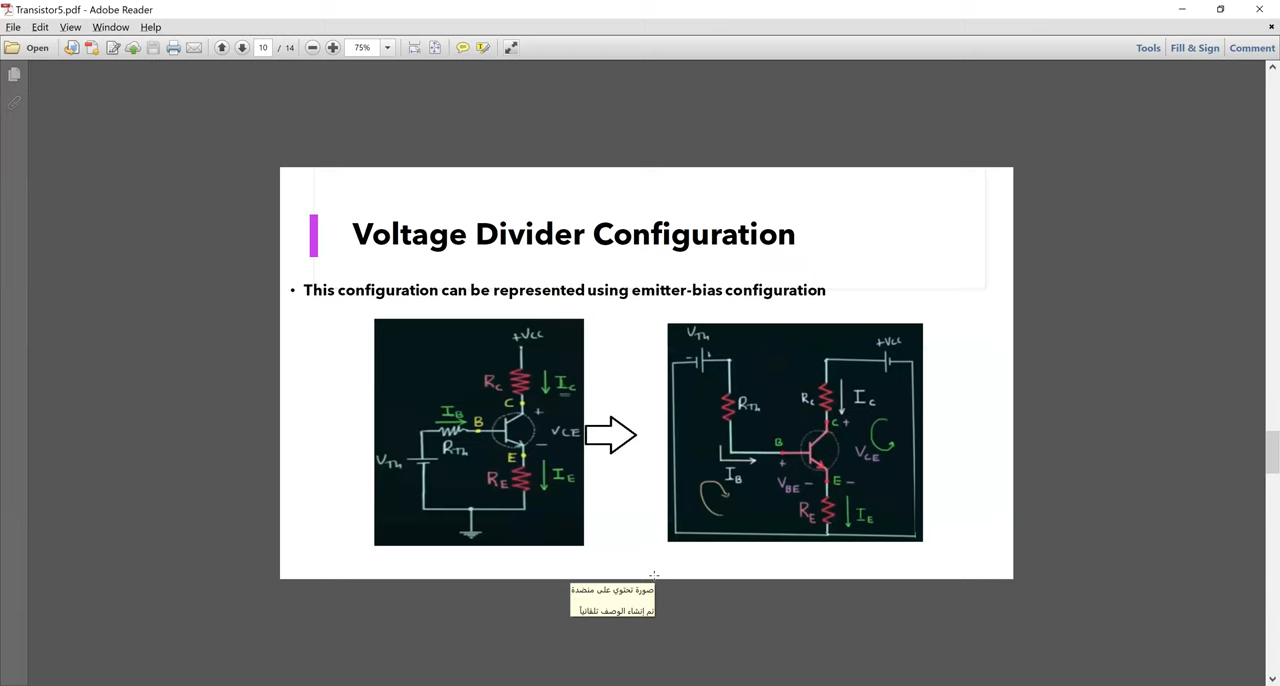 Transistor5.pdf - Adobe Reader
File Edit View Window Help
Open 10 / 14 75% Tools Fill & Sign Comment
Voltage Divider Configuration
• This configuration can be represented using emitter-bias configuration
+VCC
RC IC
C +
IB B
VCE
RTh −
VTh E
RE IE
VTh
+VCC
- +
RTh RC IC
C +
B
+ VCE
IB VBE − E −
RE IE
صورة تحتوي على منضدة
تم إنشاء الوصف تلقائياً